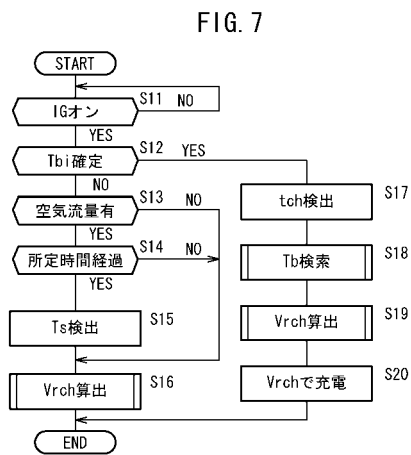 FIG. 7
START
IGオン S11 NO
YES
Tbi確定 S12 YES
NO
空気流量有 S13 NO
YES
所定時間経過 S14 NO
YES
Ts検出 S15
Vrch算出 S16
END
tch検出 S17
Tb検索 S18
Vrch算出 S19
Vrchで充電 S20